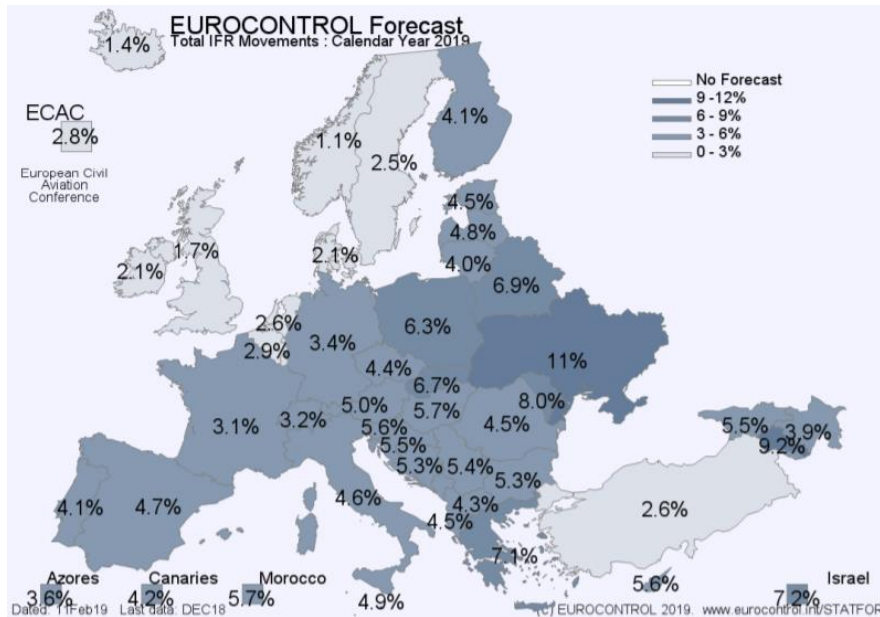 EUROCONTROL Forecast
Total IFR Movements : Calendar Year 2019
1.4%
No Forecast
9 -12%
6 - 9%
3 - 6%
0 - 3%
ECAC
2.8%
European Civil
Aviation
Conference
1.1%
2.5%
4.1%
4.5%
4.8%
4.0%
1.7%
2.1%
2.1%
6.9%
2.6%
2.9%
3.4%
6.3%
11%
4.4%
6.7%
8.0%
3.1%
3.2%
5.0%
5.7%
4.5%
5.6%
5.5%
5.3%
5.4%
5.3%
5.5%
3.9%
9.2%
4.1%
4.7%
4.6%
4.3%
4.5%
2.6%
7.1%
5.6%
4.9%
Azores
3.6%
Canaries
4.2%
Morocco
5.7%
Israel
7.2%
Dated: 11Feb19 Last data: DEC18
(C) EUROCONTROL 2019. www.eurocontrol.int/STATFOR